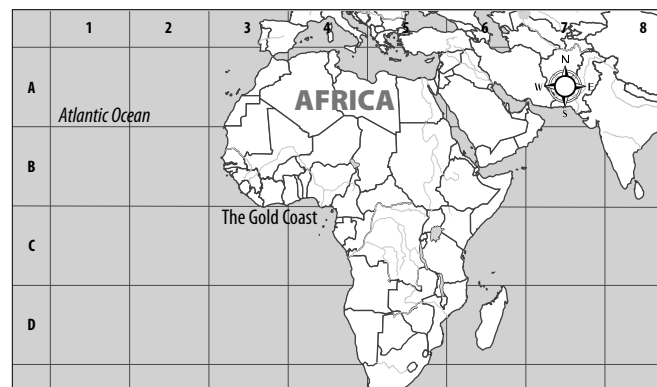 1 2 3 4 5 6 7 8
A
AFRICA
Atlantic Ocean
B
The Gold Coast
C
D
N
W E
S